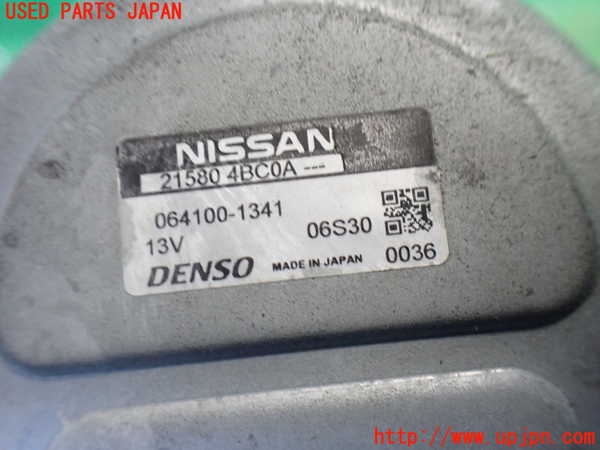 USED PARTS JAPAN
NISSAN
21580 4BC0A ---
064100-1341
13V 06S30
DENSO MADE IN JAPAN 0036
http://www.upjpn.com